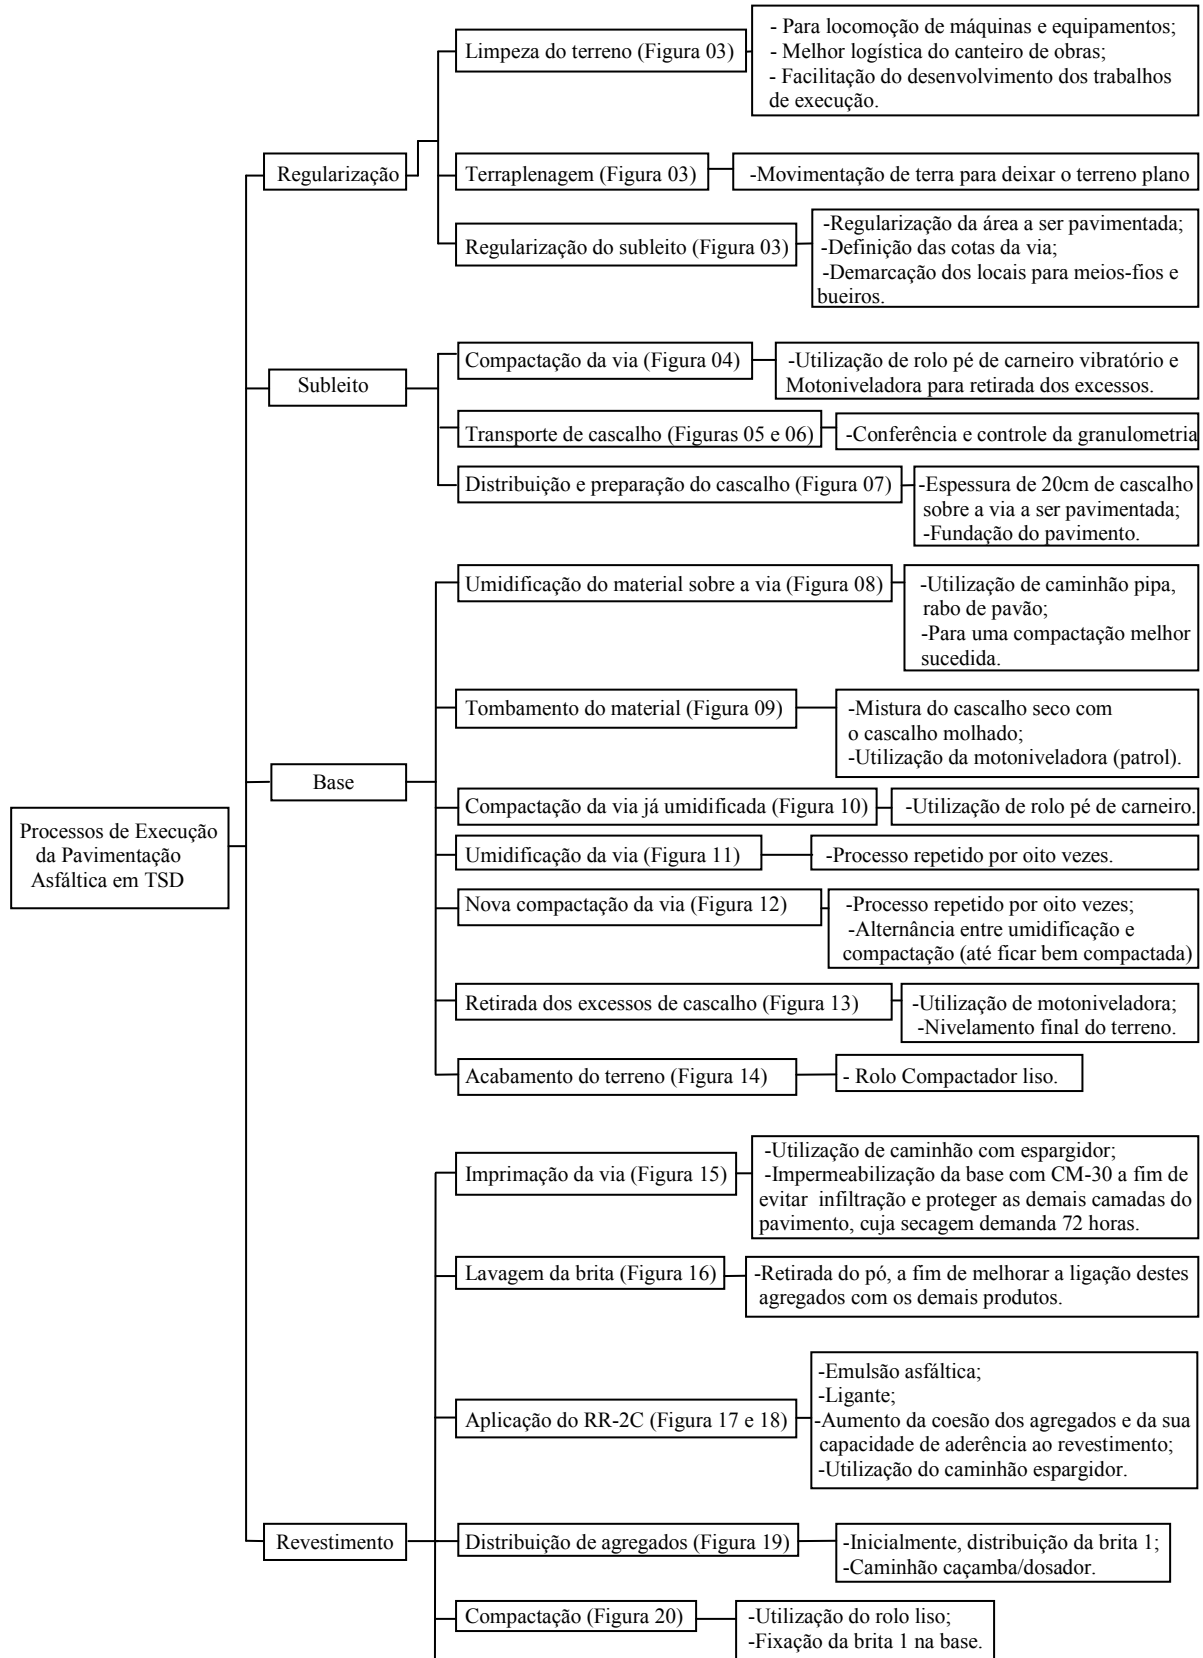 Processos de Execução
da Pavimentação
Asfáltica em TSD
Regularização
Limpeza do terreno (Figura 03)
- Para locomoção de máquinas e equipamentos;
- Melhor logística do canteiro de obras;
- Facilitação do desenvolvimento dos trabalhos
de execução.
Terraplenagem (Figura 03)
-Movimentação de terra para deixar o terreno plano
Regularização do subleito (Figura 03)
-Regularização da área a ser pavimentada;
-Definição das cotas da via;
-Demarcação dos locais para meios-fios e
bueiros.
Subleito
Compactação da via (Figura 04)
-Utilização de rolo pé de carneiro vibratório e
Motoniveladora para retirada dos excessos.
Transporte de cascalho (Figuras 05 e 06)
-Conferência e controle da granulometria
Distribuição e preparação do cascalho (Figura 07)
-Espessura de 20cm de cascalho
sobre a via a ser pavimentada;
-Fundação do pavimento.
Base
Umidificação do material sobre a via (Figura 08)
-Utilização de caminhão pipa,
rabo de pavão;
-Para uma compactação melhor
sucedida.
Tombamento do material (Figura 09)
-Mistura do cascalho seco com
o cascalho molhado;
-Utilização da motoniveladora (patrol).
Compactação da via já umidificada (Figura 10)
-Utilização de rolo pé de carneiro.
Umidificação da via (Figura 11)
-Processo repetido por oito vezes.
Nova compactação da via (Figura 12)
-Processo repetido por oito vezes;
-Alternância entre umidificação e
compactação (até ficar bem compactada)
Retirada dos excessos de cascalho (Figura 13)
-Utilização de motoniveladora;
-Nivelamento final do terreno.
Acabamento do terreno (Figura 14)
- Rolo Compactador liso.
Revestimento
Imprimação da via (Figura 15)
-Utilização de caminhão com espargidor;
-Impermeabilização da base com CM-30 a fim de
evitar infiltração e proteger as demais camadas do
pavimento, cuja secagem demanda 72 horas.
Lavagem da brita (Figura 16)
-Retirada do pó, a fim de melhorar a ligação destes
agregados com os demais produtos.
Aplicação do RR-2C (Figura 17 e 18)
-Emulsão asfáltica;
-Ligante;
-Aumento da coesão dos agregados e da sua
capacidade de aderência ao revestimento;
-Utilização do caminhão espargidor.
Distribuição de agregados (Figura 19)
-Inicialmente, distribuição da brita 1;
-Caminhão caçamba/dosador.
Compactação (Figura 20)
-Utilização do rolo liso;
-Fixação da brita 1 na base.